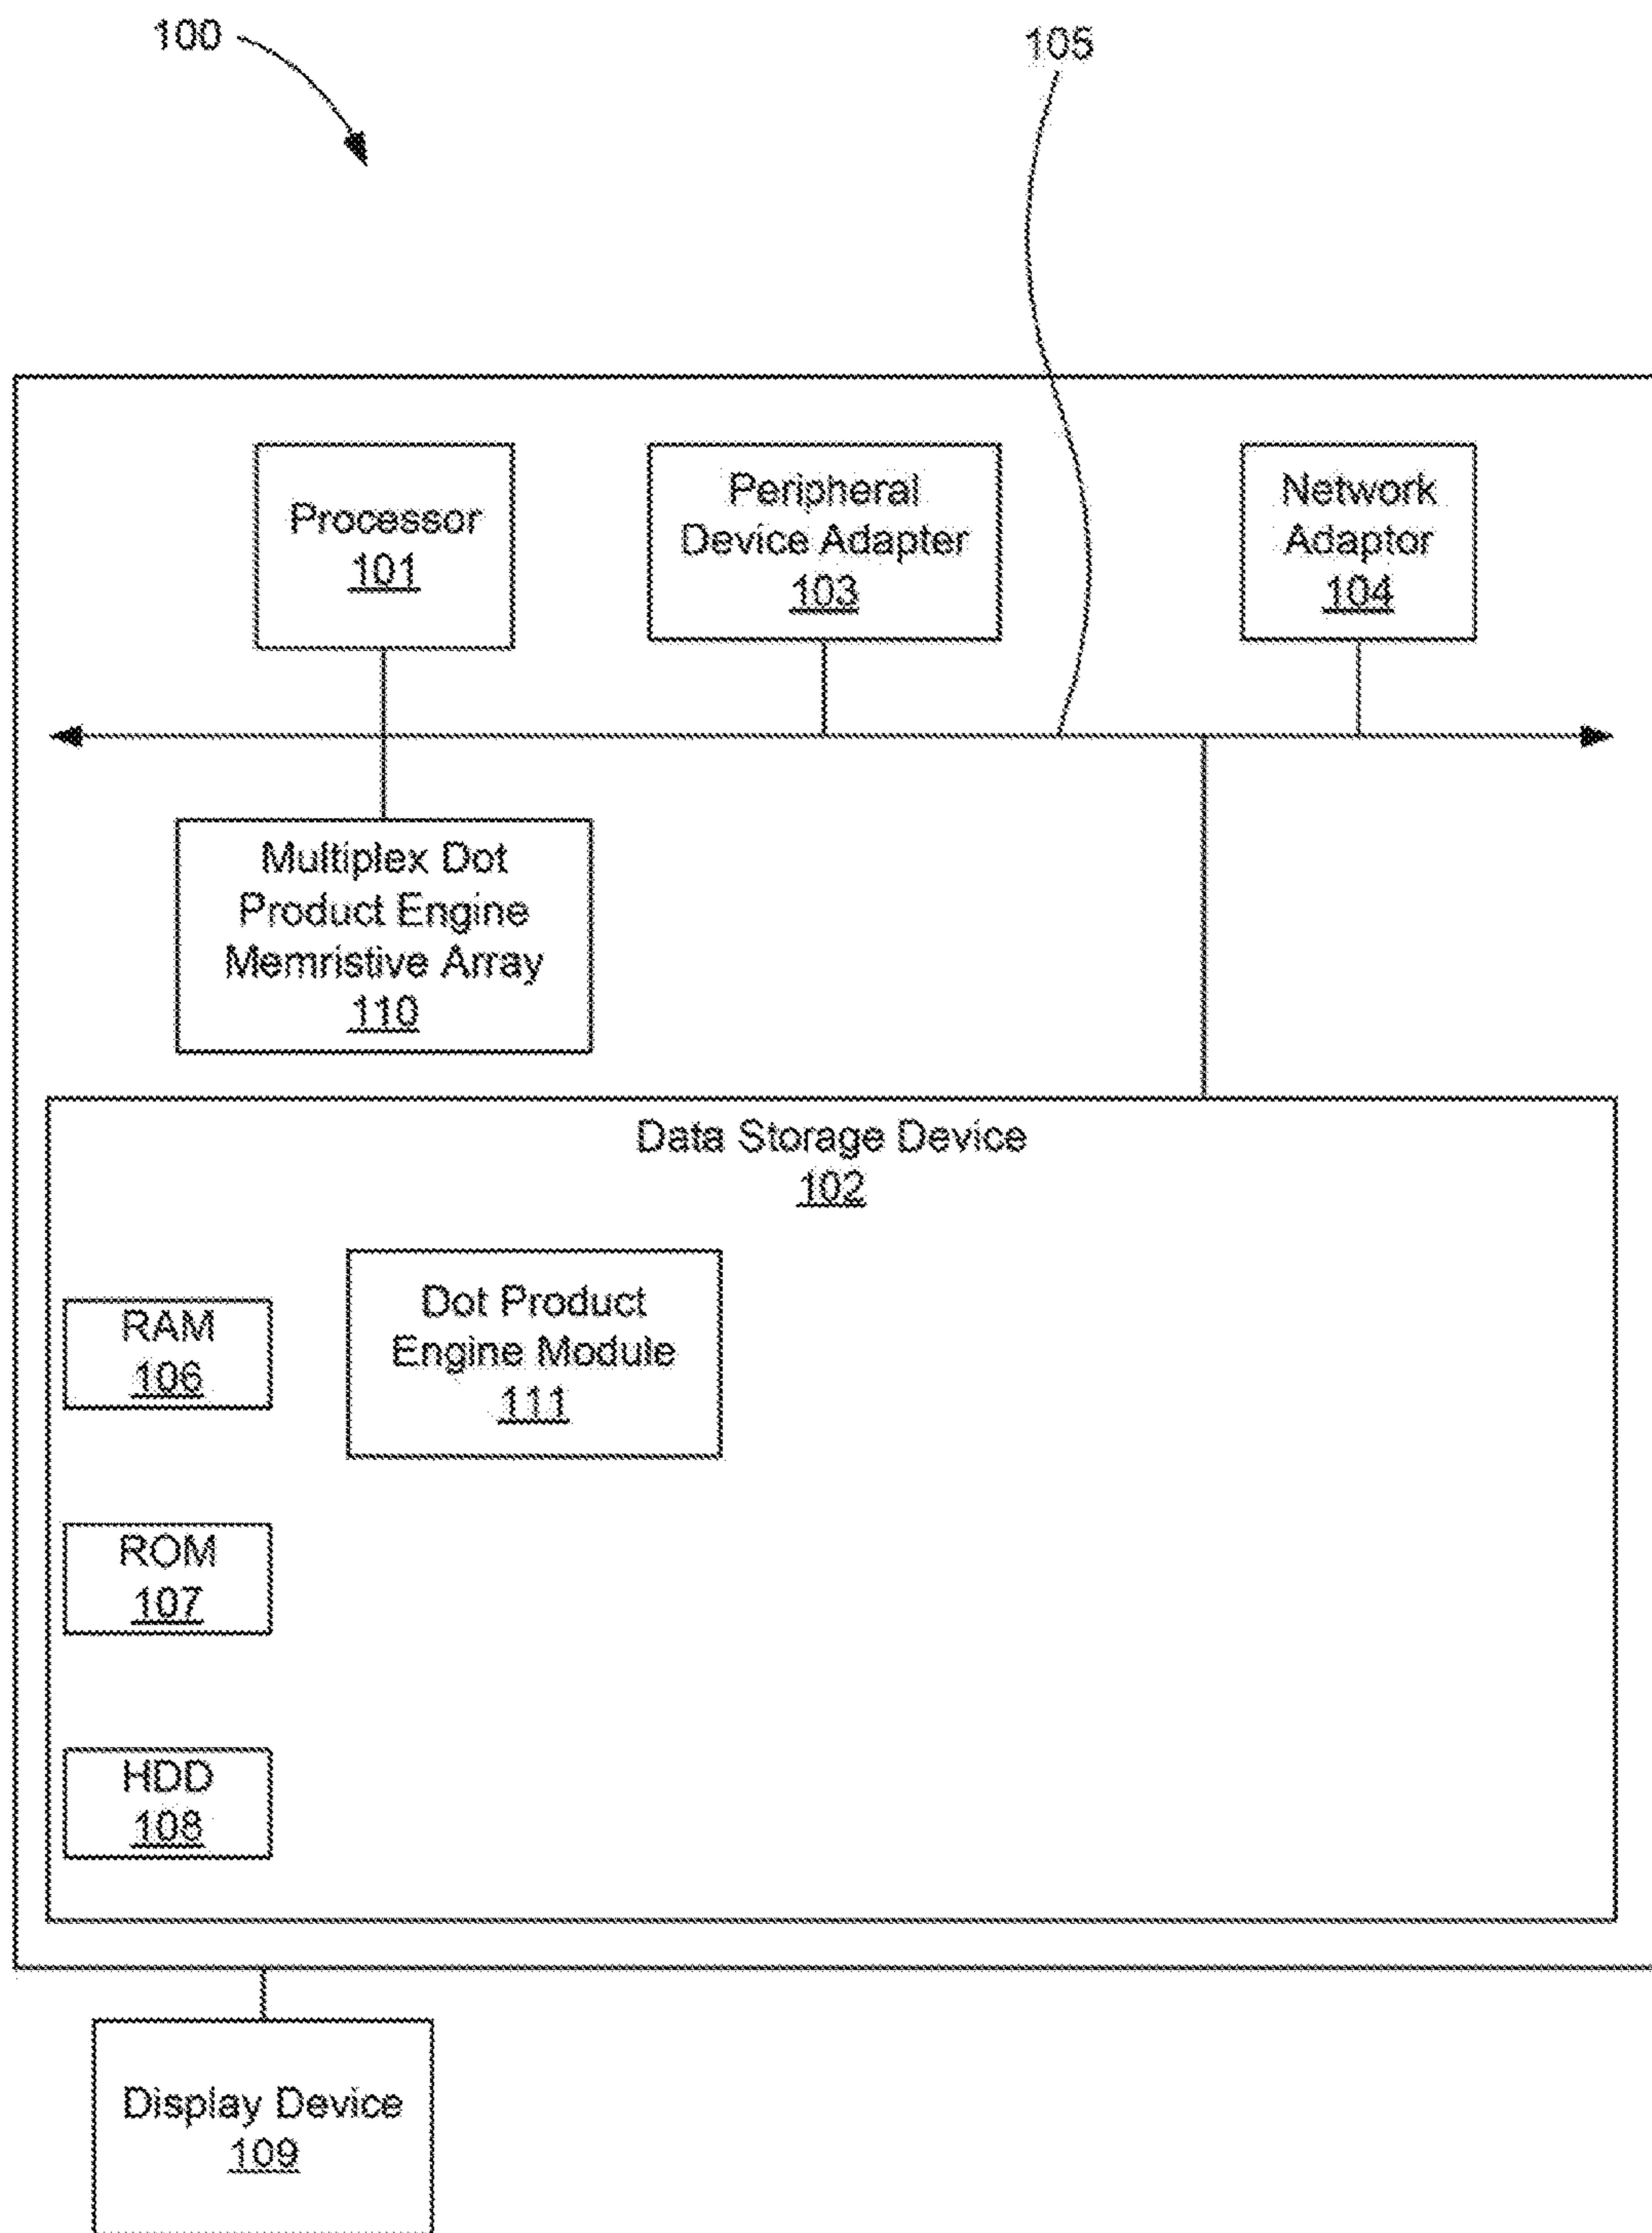 100
105
Processor
101
Peripheral
Device Adapter
103
Network
Adaptor
104
Multiplex Dot
Product Engine
Memristive Array
110
Data Storage Device
102
Dot Product
Engine Module
111
RAM
106
ROM
107
HDD
108
Display Device
109